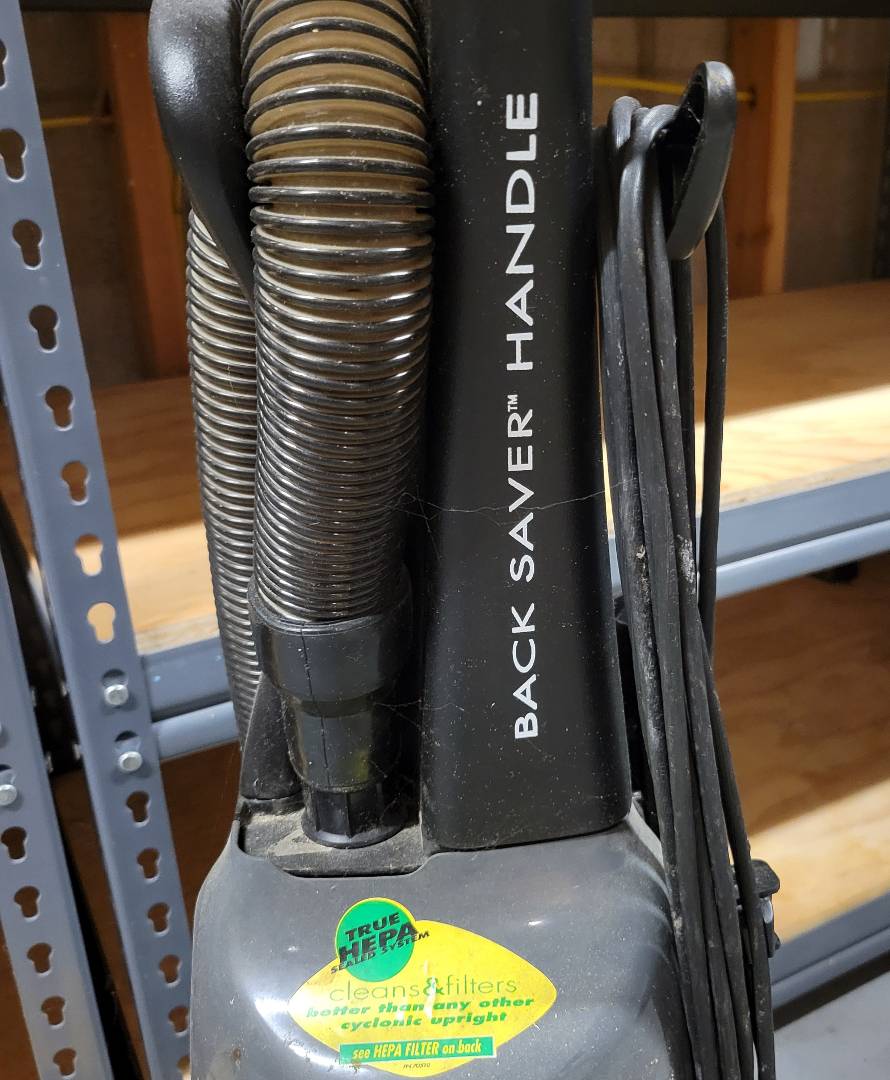 BACK SAVER™ HANDLE
TRUE
HEPA
SEALED SYSTEM
cleans&filters
better than any other
cyclonic upright
see HEPA FILTER on back